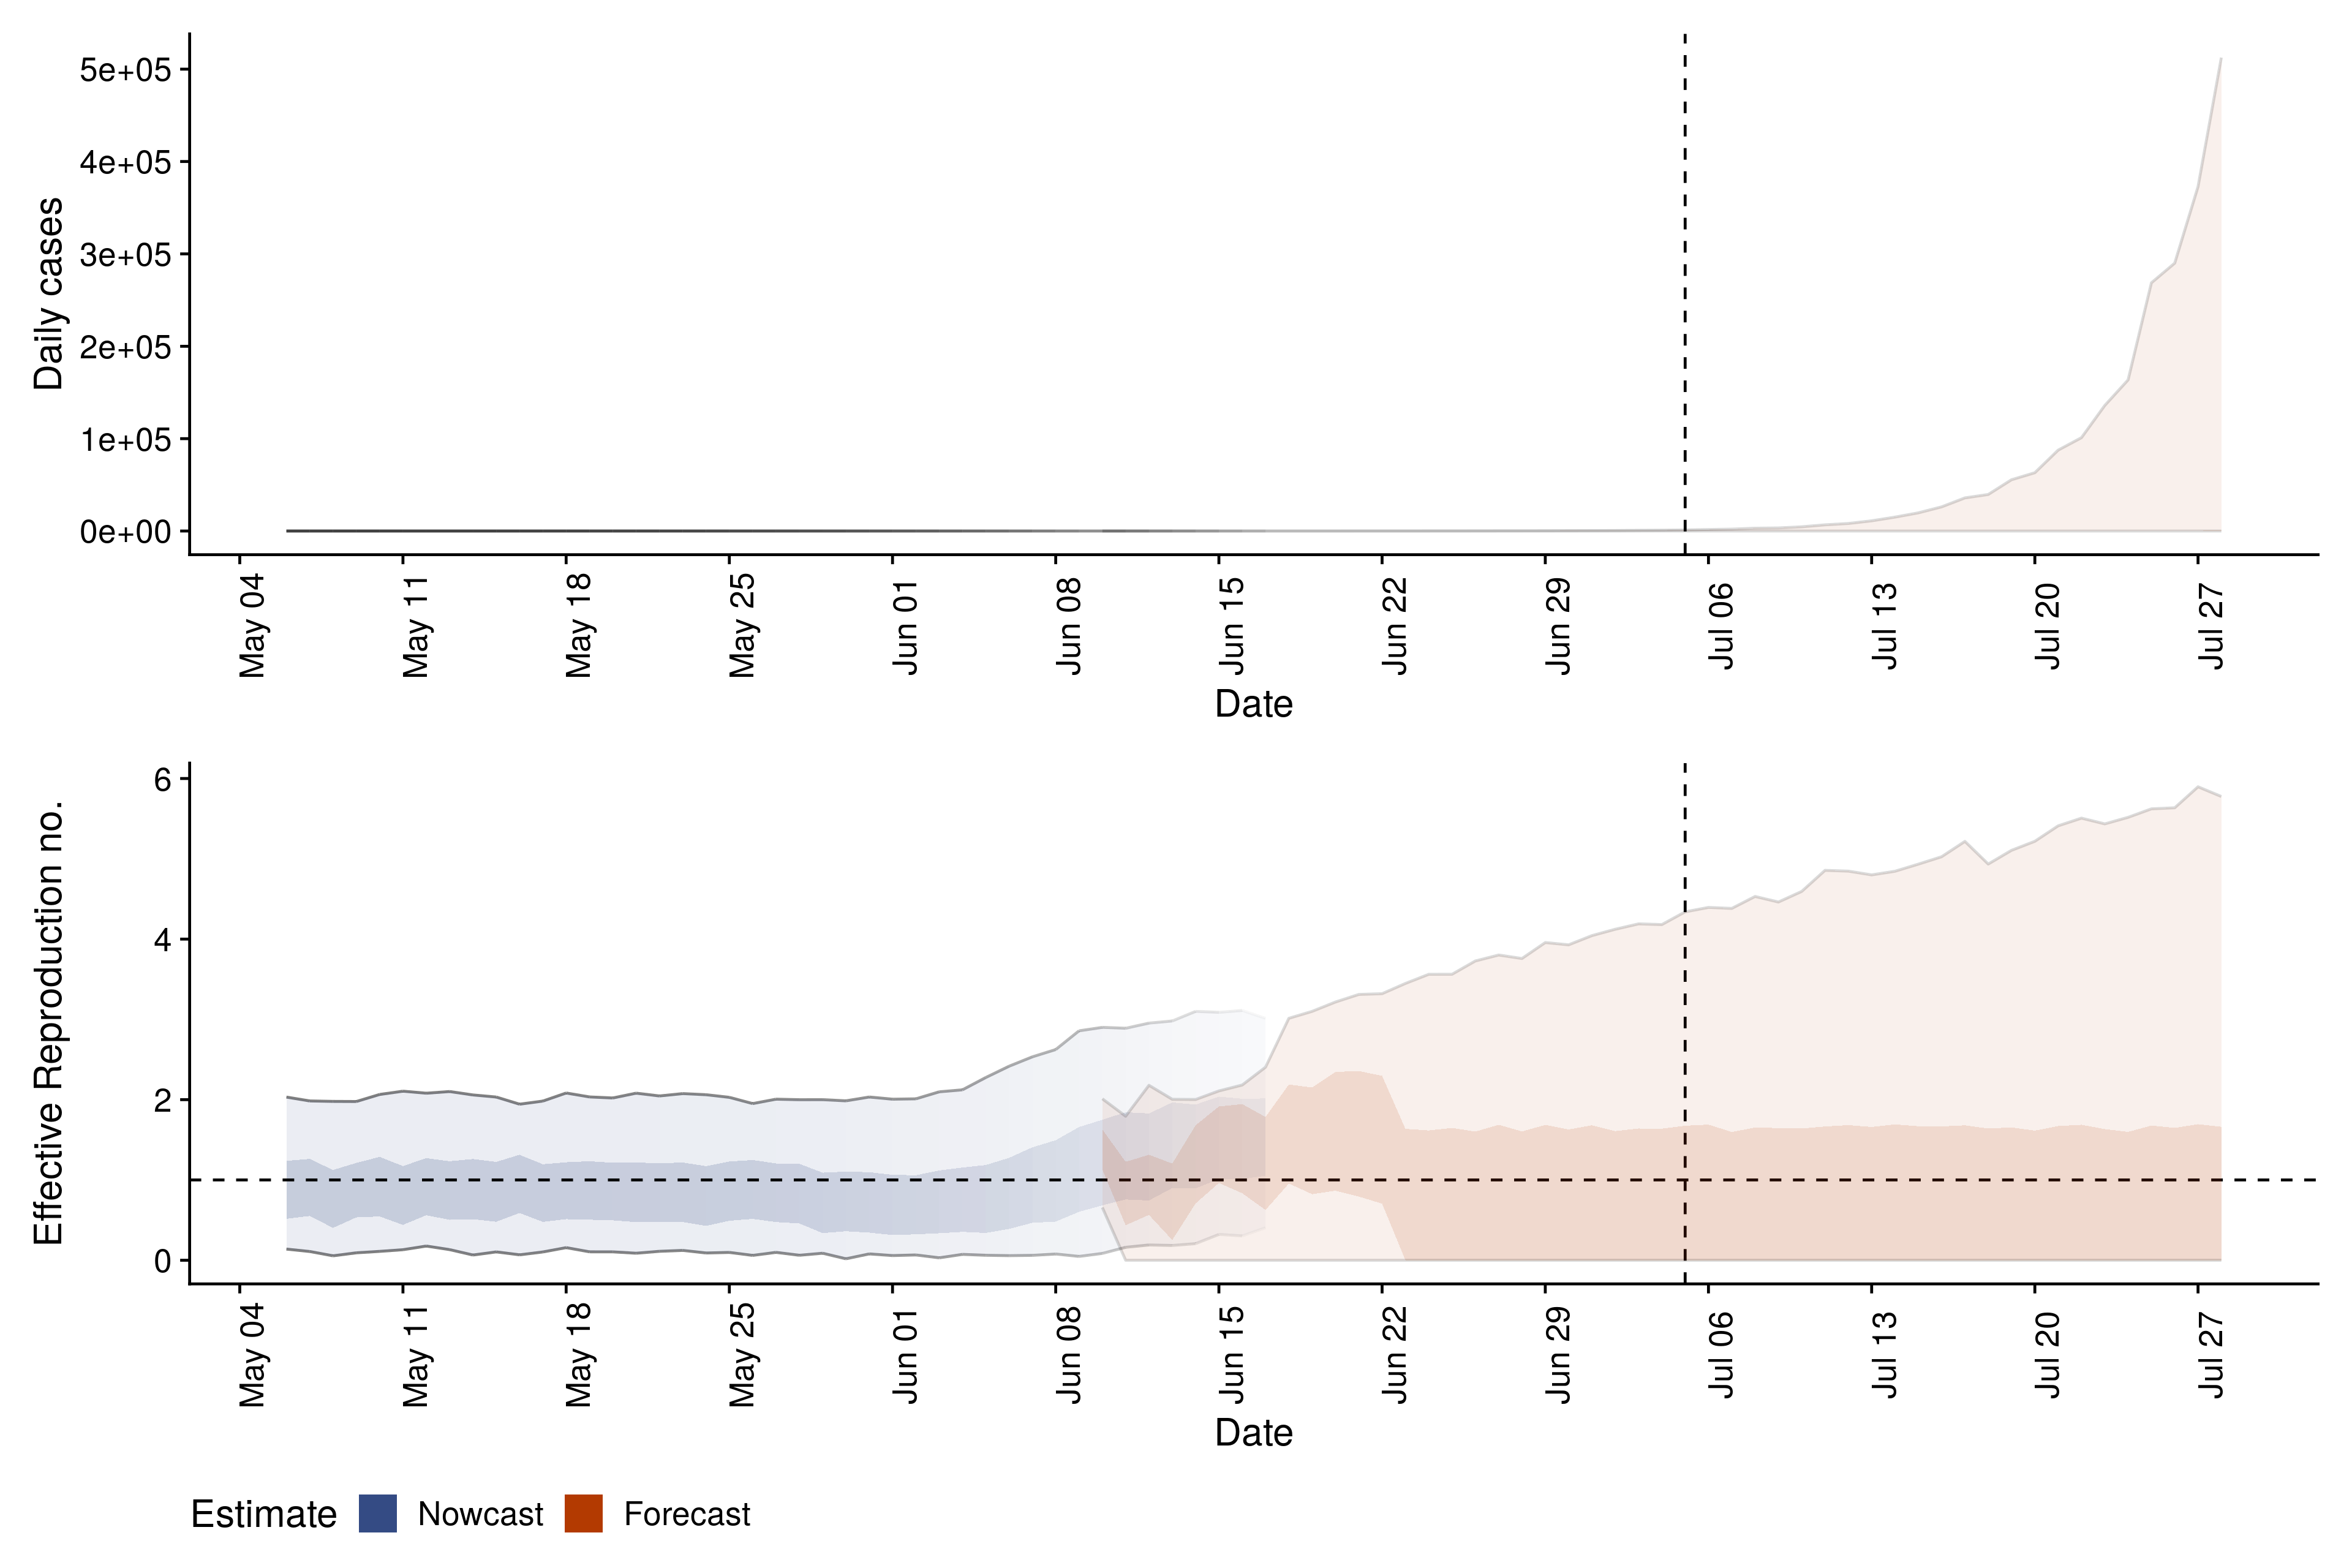 Daily cases
5e+05
4e+05
3e+05
2e+05
1e+05
0e+00
May 04
May 11
May 18
May 25
Jun 01
Jun 08
Jun 15
Jun 22
Jun 29
Jul 06
Jul 13
Jul 20
Jul 27
Date
Effective Reproduction no.
6
4
2
0
May 04
May 11
May 18
May 25
Jun 01
Jun 08
Jun 15
Jun 22
Jun 29
Jul 06
Jul 13
Jul 20
Jul 27
Date
Estimate Nowcast Forecast